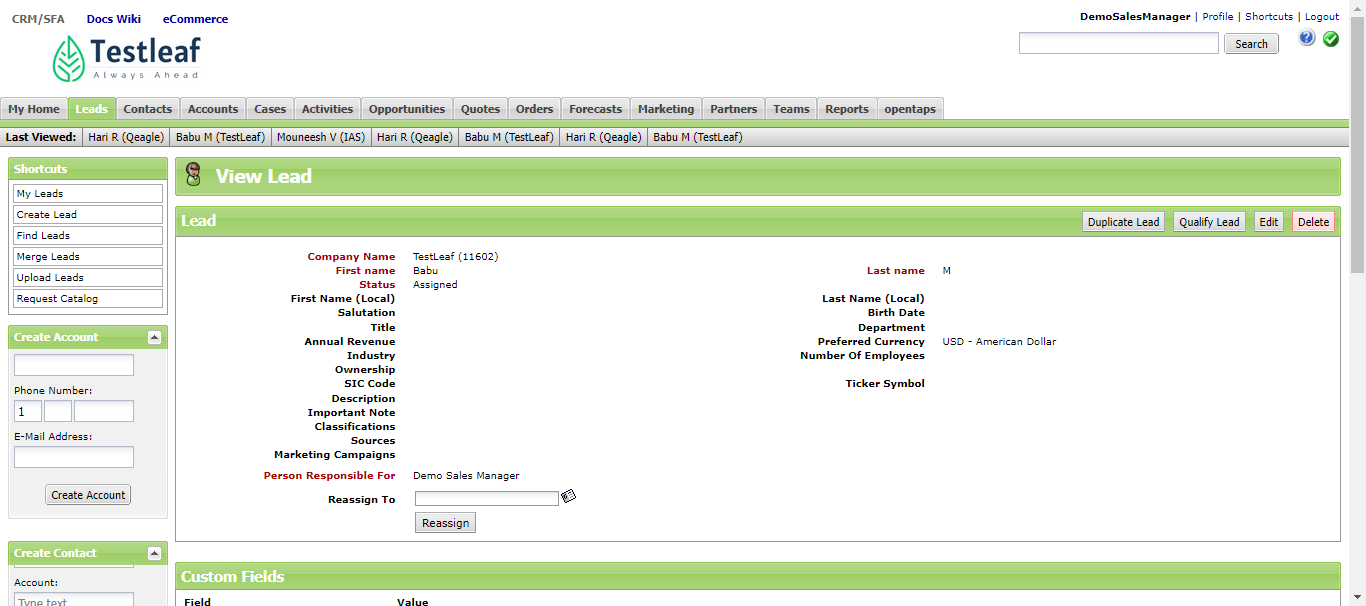 CRM/SFA Docs Wiki eCommerce
DemoSalesManager | Profile | Shortcuts | Logout
Testleaf
Always Ahead
Search
My Home Leads Contacts Accounts Cases Activities Opportunities Quotes Orders Forecasts Marketing Partners Teams Reports opentaps
Last Viewed: Hari R (Qeagle) Babu M (TestLeaf) Mouneesh V (IAS) Hari R (Qeagle) Babu M (TestLeaf) Hari R (Qeagle) Babu M (TestLeaf)
Shortcuts
My Leads
Create Lead
Find Leads
Merge Leads
Upload Leads
Request Catalog
Create Account
Phone Number:
1
E-Mail Address:
Create Account
Create Contact
Account:
Type text
View Lead
Lead
Duplicate Lead Qualify Lead Edit Delete
Company Name TestLeaf (11602)
First name Babu Last name M
Status Assigned
First Name (Local) Last Name (Local)
Salutation Birth Date
Title Department
Annual Revenue Preferred Currency USD - American Dollar
Industry Number Of Employees
Ownership
SIC Code Ticker Symbol
Description
Important Note
Classifications
Sources
Marketing Campaigns
Person Responsible For Demo Sales Manager
Reassign To
Reassign
Custom Fields
Field Value